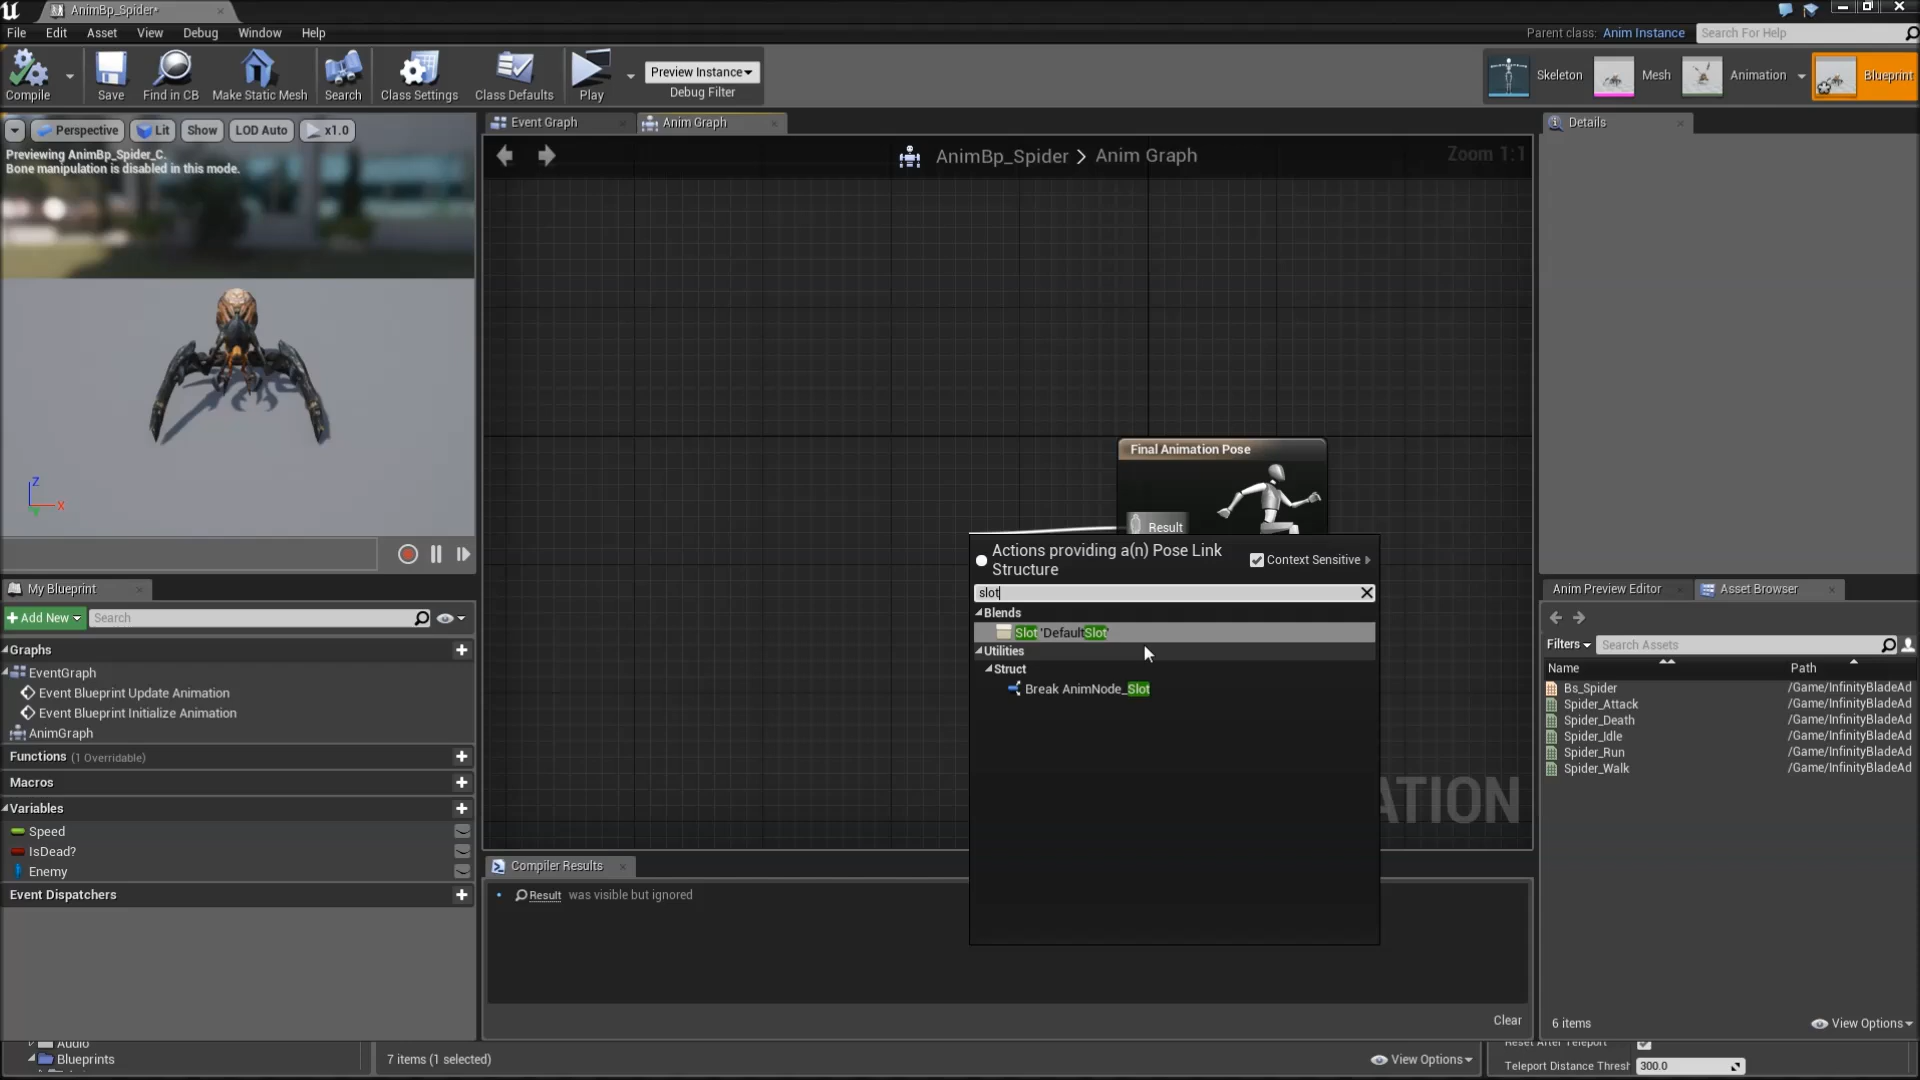 AnimBp_Spider*
File Edit Asset View Debug Window Help
Parent class: Anim Instance
Search For Help
Compile
Save
Find in CB
Make Static Mesh
Search
Class Settings
Class Defaults
Play
Preview Instance
Debug Filter
Skeleton
Mesh
Animation
Blueprint
Perspective Lit Show LOD Auto x1.0
Previewing AnimBp_Spider_C.
Bone manipulation is disabled in this mode.
Z
X
Event Graph
Anim Graph
AnimBp_Spider > Anim Graph
Zoom 1:1
Final Animation Pose
Result
Actions providing a(n) Pose Link
Structure
Context Sensitive
slot
Blends
Slot 'DefaultSlot'
Utilities
Struct
Break AnimNode_Slot
ATION
Compiler Results
Result was visible but ignored
Clear
My Blueprint
Add New
Search
Graphs
EventGraph
Event Blueprint Update Animation
Event Blueprint Initialize Animation
AnimGraph
Functions (1 Overridable)
Macros
Variables
Speed
IsDead?
Enemy
Event Dispatchers
Details
Anim Preview Editor
Asset Browser
Filters
Search Assets
Name Path
Bs_Spider /Game/InfinityBladeAd
Spider_Attack /Game/InfinityBladeAd
Spider_Death /Game/InfinityBladeAd
Spider_Idle /Game/InfinityBladeAd
Spider_Run /Game/InfinityBladeAd
Spider_Walk /Game/InfinityBladeAd
6 items
View Options
Audio
Blueprints
7 items (1 selected)
View Options
Reset After Teleport
Teleport Distance Thresh 300.0